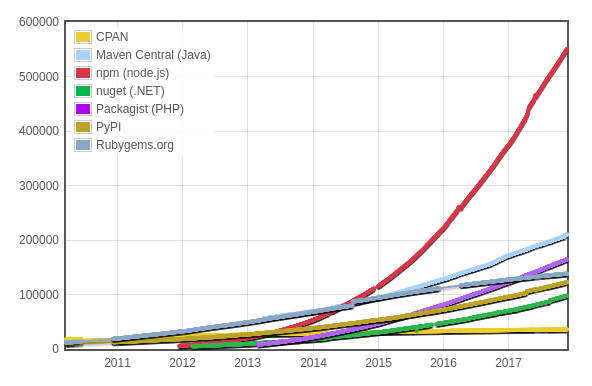 600000
500000
400000
300000
200000
100000
0
CPAN
Maven Central (Java)
npm (node.js)
nuget (.NET)
Packagist (PHP)
PyPI
Rubygems.org
2011 2012 2013 2014 2015 2016 2017